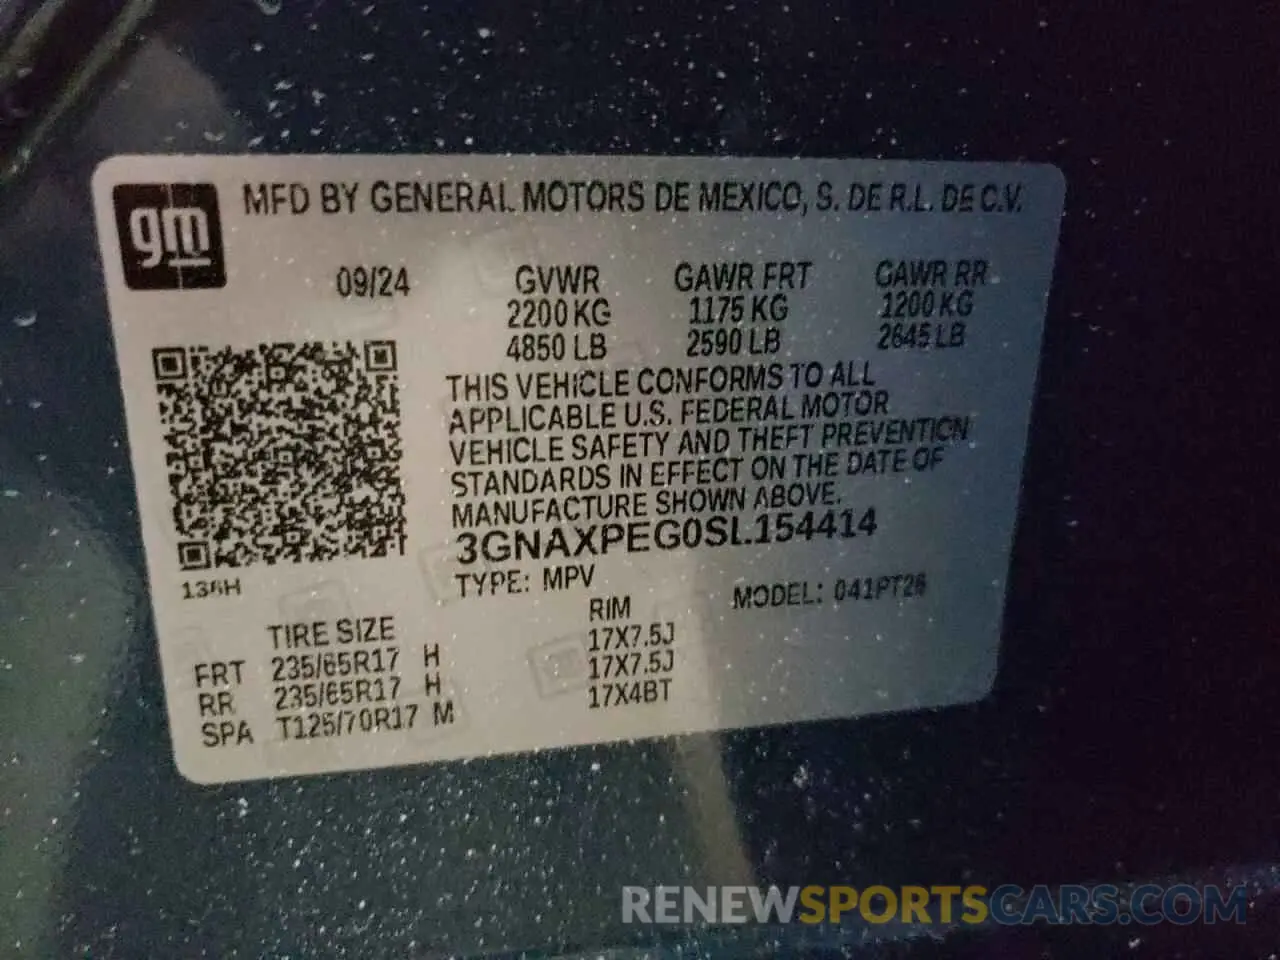 gm
MFD BY GENERAL MOTORS DE MEXICO, S. DE R.L. DE C.V.
09/24 GVWR GAWR FRT GAWR RR
2200 KG 1175 KG 1200 KG
4850 LB 2590 LB 2645 LB
THIS VEHICLE CONFORMS TO ALL
APPLICABLE U.S. FEDERAL MOTOR
VEHICLE SAFETY AND THEFT PREVENTION
STANDARDS IN EFFECT ON THE DATE OF
MANUFACTURE SHOWN ABOVE.
3GNAXPEG0SL154414
TYPE: MPV MODEL: 041PT26
136H
TIRE SIZE RIM
FRT 235/65R17 H 17X7.5J
RR 235/65R17 H 17X7.5J
SPA T125/70R17 M 17X4BT
RENEWSPORTSCARS.COM